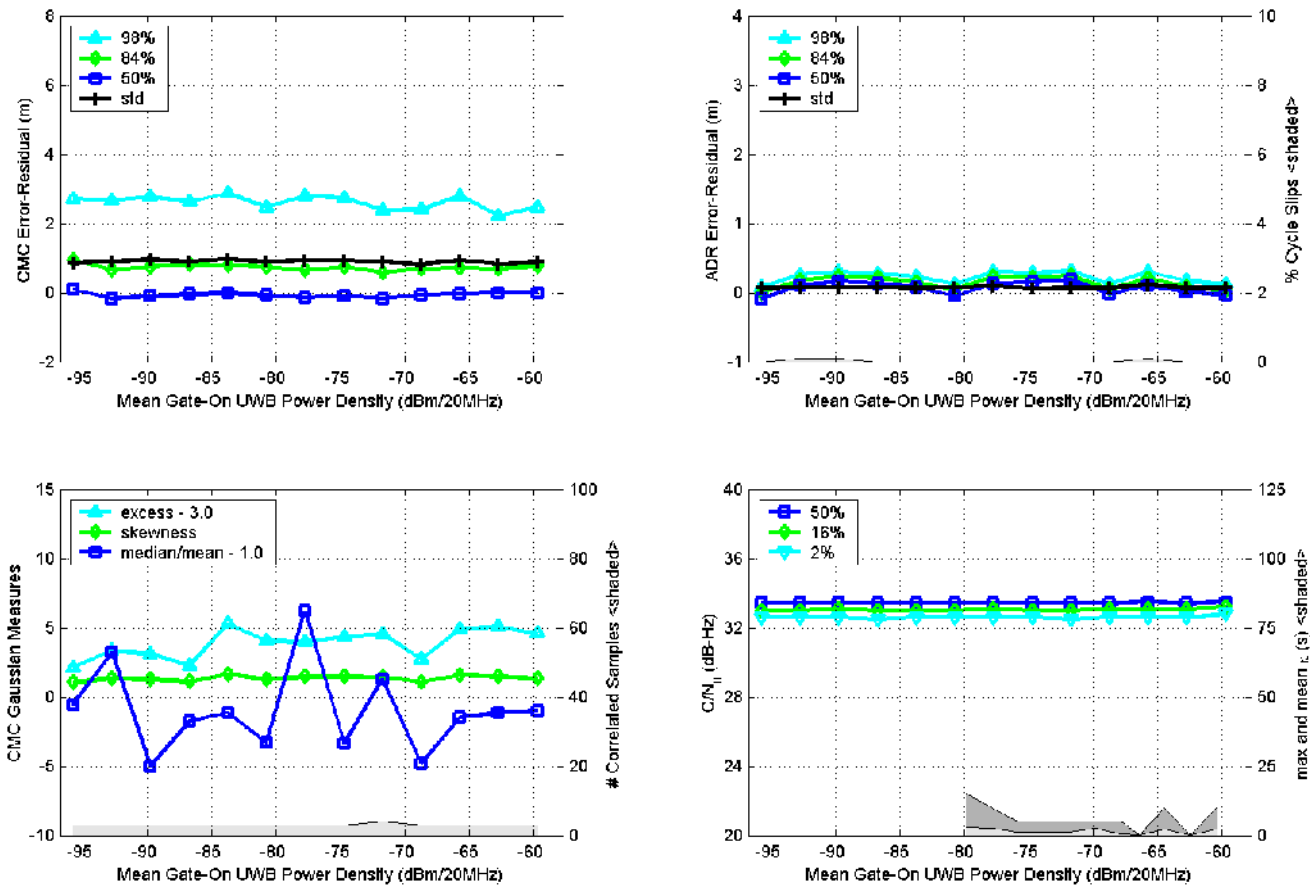 8
6
4
2
0
-2
98%
84%
50%
std
CMC Error-Residual (m)
-95 -90 -85 -80 -75 -70 -65 -60
Mean Gate-On UWB Power Density (dBm/20MHz)
4
3
2
1
0
-1
98%
84%
50%
std
ADR Error-Residual (m)
10
8
6
4
2
0
% Cycle Slips <shaded>
-95 -90 -85 -80 -75 -70 -65 -60
Mean Gate-On UWB Power Density (dBm/20MHz)
15
10
5
0
-5
-10
excess - 3.0
skewness
median/mean - 1.0
CMC Gaussian Measures
100
80
60
40
20
0
# Correlated Samples <shaded>
-95 -90 -85 -80 -75 -70 -65 -60
Mean Gate-On UWB Power Density (dBm/20MHz)
40
36
32
28
24
20
50%
16%
2%
C/N (dB-Hz)
125
100
75
50
25
0
max and mean (s) <shaded>
-95 -90 -85 -80 -75 -70 -65 -60
Mean Gate-On UWB Power Density (dBm/20MHz)